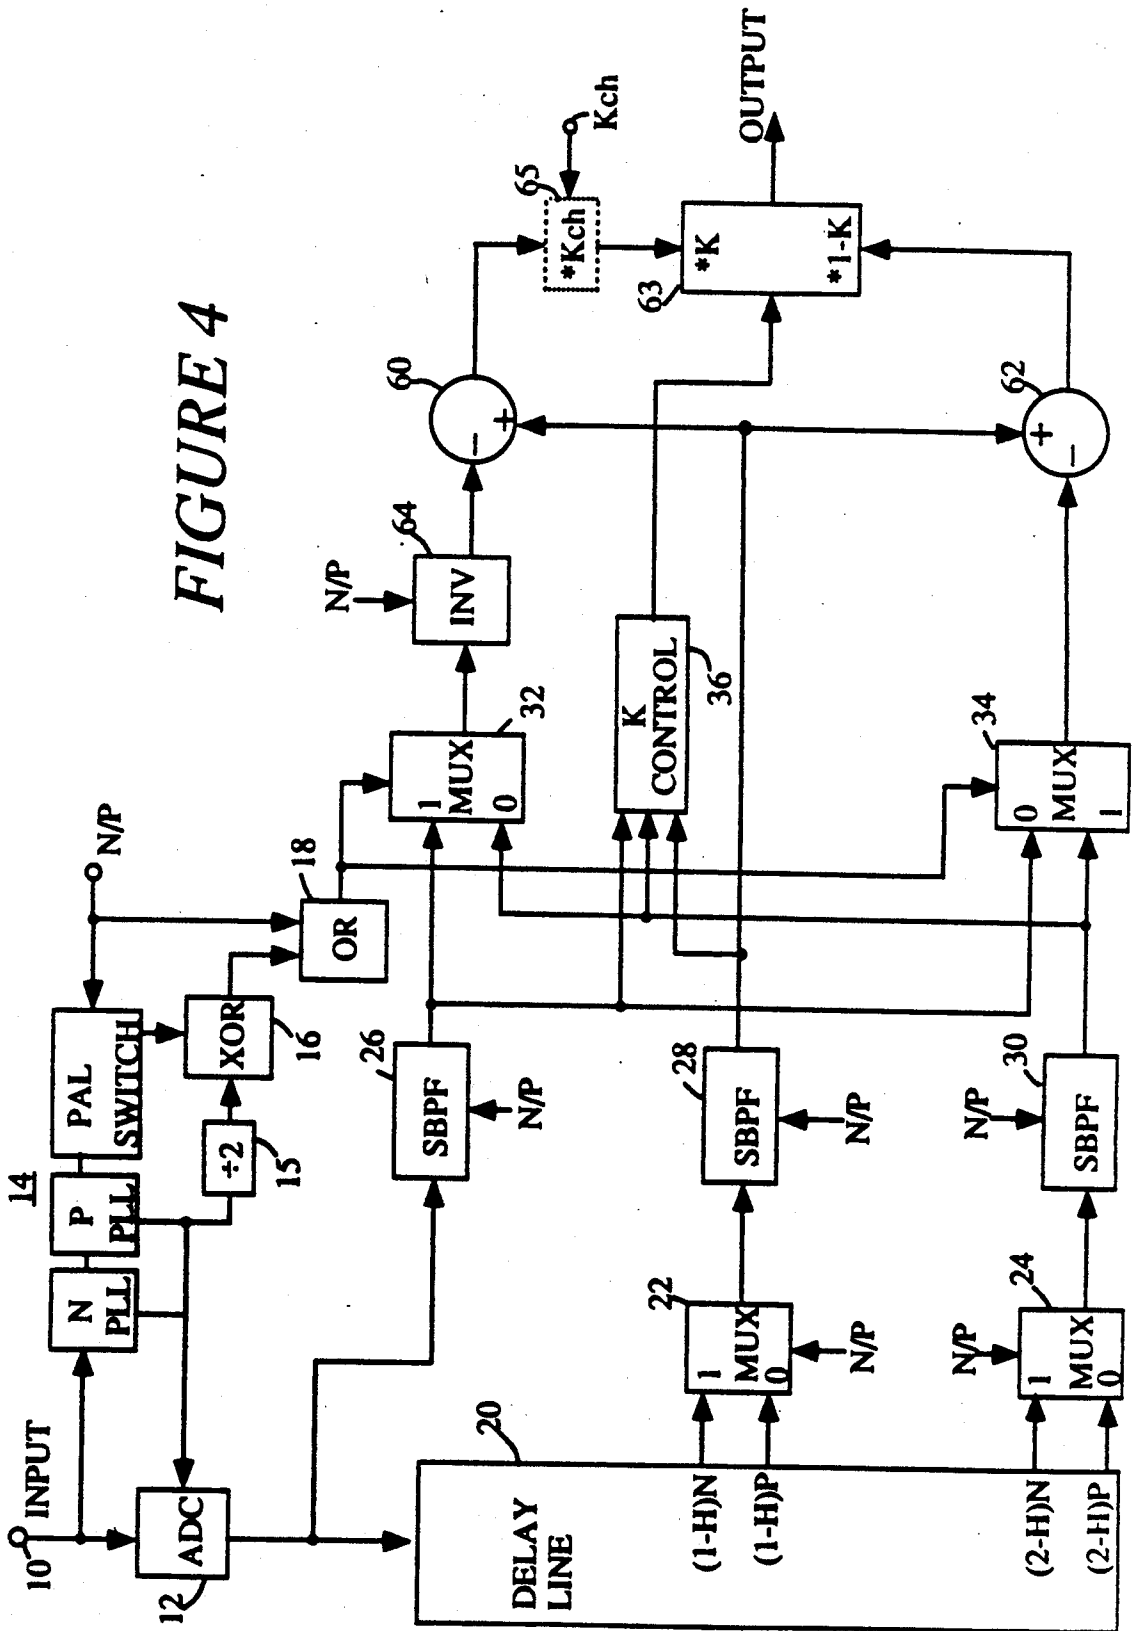 FIGURE 4
10
INPUT
12
ADC
14
N
PLL
P
PLL
PAL
SWITCH
N/P
÷2
15
XOR
16
OR
18
DELAY
LINE
20
(1-H)N
(1-H)P
(2-H)N
(2-H)P
1
MUX
0
22
N/P
1
MUX
0
24
N/P
SBPF
26
N/P
SBPF
28
N/P
SBPF
30
N/P
1
MUX
0
32
0
MUX
1
34
K
CONTROL
36
INV
64
N/P
60
-
+
62
+
-
*Kch
65
Kch
*K
*1-K
63
OUTPUT